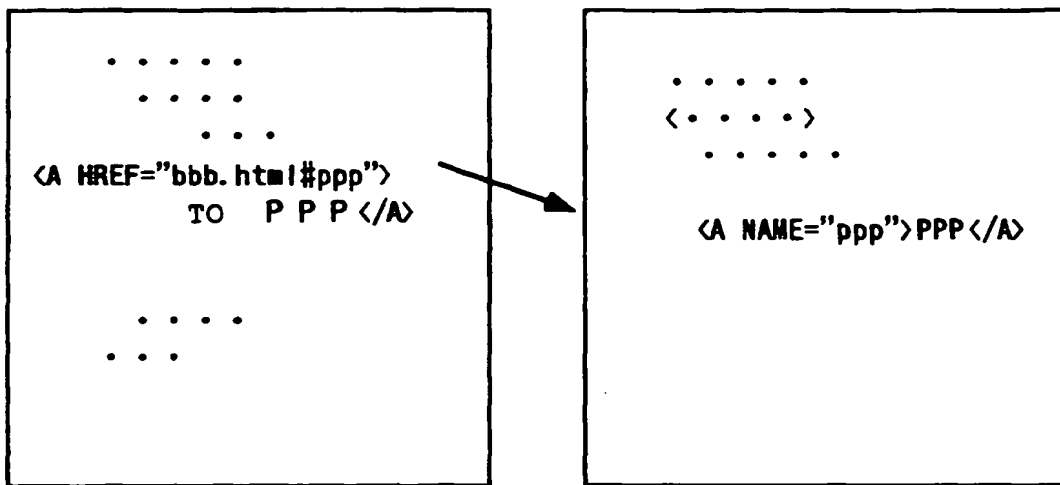 • • • • •
• • • •
• • •
<A HREF="bbb.html#ppp">
TO P P P </A>
• • • •
• • •
• • • • •
<• • • •>
• • • • •
<A NAME="ppp">PPP</A>